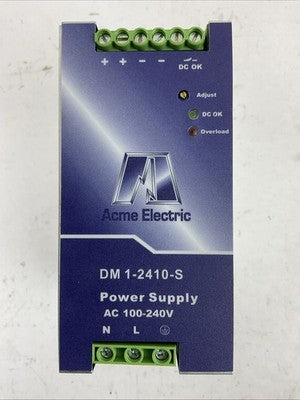 + + − − DC OK
Adjust
DC OK
Overload
Acme Electric
DM 1-2410-S
Power Supply
AC 100-240V
N L